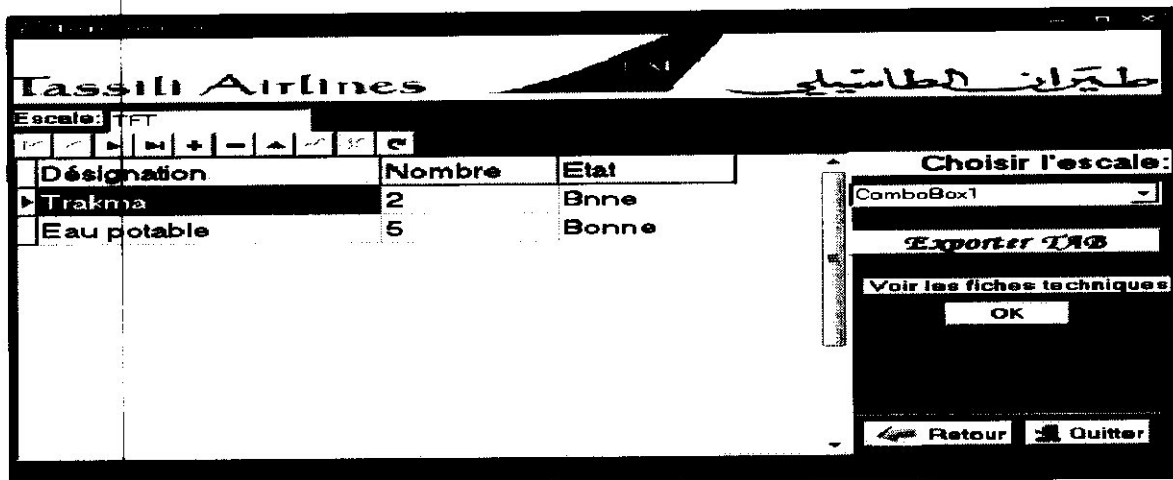 Tassili Airlines
طيران الطاسيلي
Escale: TFT
Désignation Nombre Etat
Trakma 2 Bnne
Eau potable 5 Bonne
Choisir l'escale:
ComboBox1
Exporter TAB
Voir les fiches techniques
OK
Retour Quitter